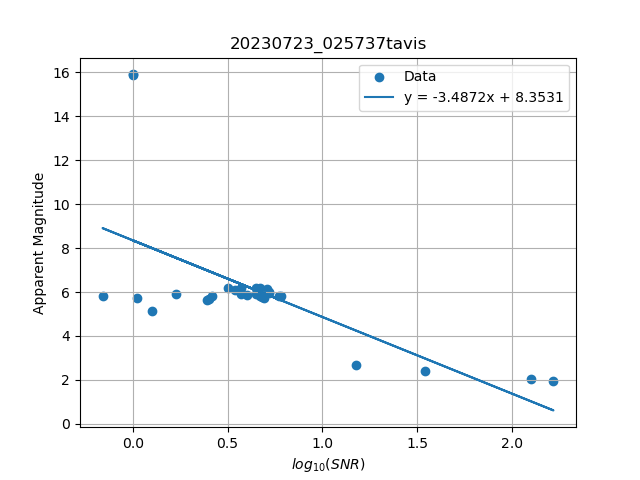 20230723_025737tavis
Data
y = -3.4872x + 8.3531
Apparent Magnitude
16
14
12
10
8
6
4
2
0
0.0 0.5 1.0 1.5 2.0
log₁₀(SNR)